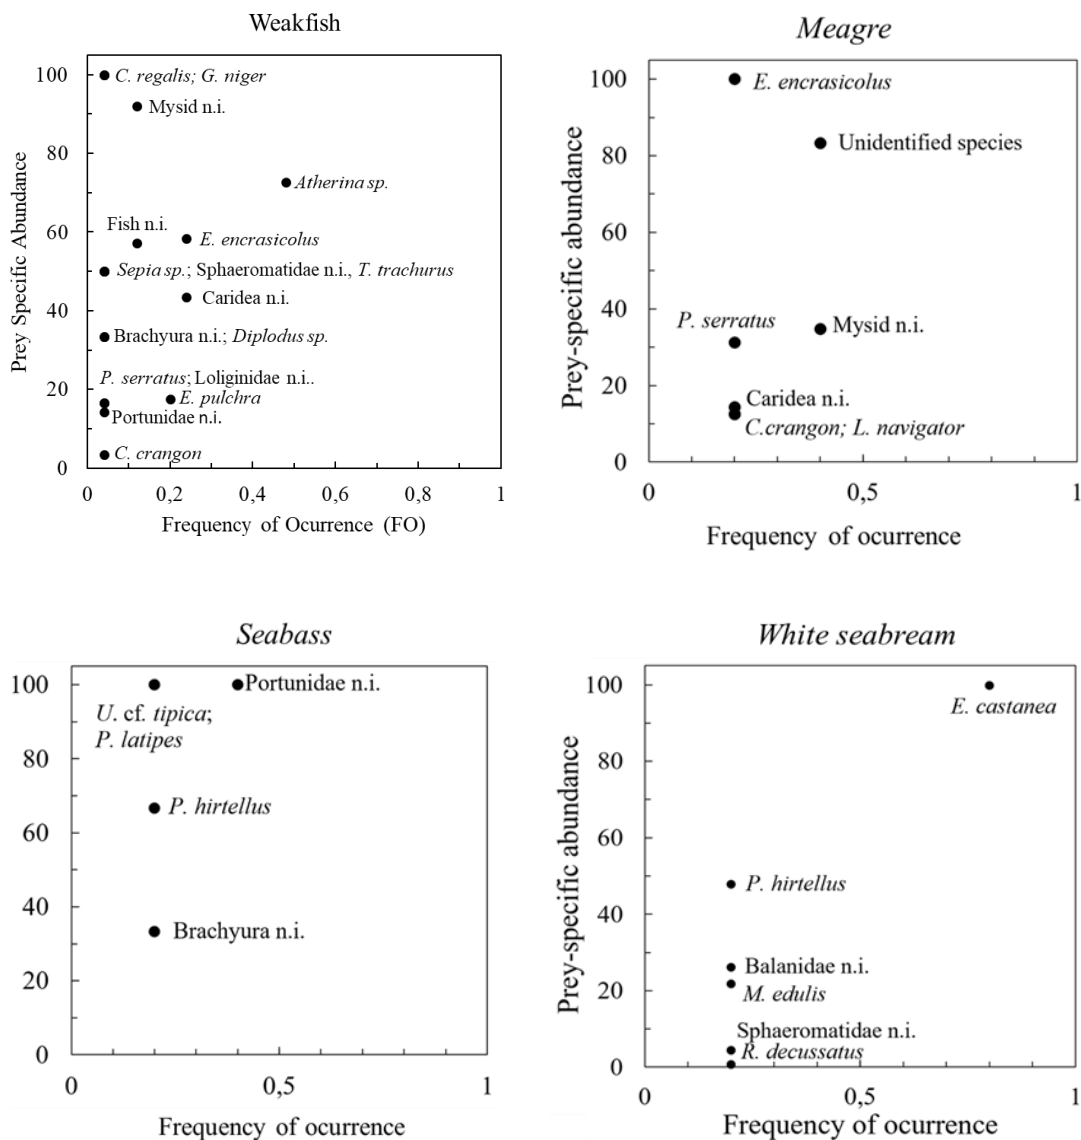 Weakfish
100
80
60
40
20
0
Prey Specific Abundance
C. regalis; G. niger
Mysid n.i.
Atherina sp.
Fish n.i.
E. encrasicolus
Sepia sp.; Sphaeromatidae n.i., T. trachurus
Caridea n.i.
Brachyura n.i.; Diplodus sp.
P. serratus; Loliginidae n.i..
E. pulchra
Portunidae n.i.
C. crangon
0 0,2 0,4 0,6 0,8 1
Frequency of Ocurrence (FO)
Meagre
100
80
60
40
20
0
Prey-specific abundance
E. encrasicolus
Unidentified species
P. serratus
Mysid n.i.
Caridea n.i.
C.crangon; L. navigator
0 0,5 1
Frequency of ocurrence
Seabass
100
80
60
40
20
0
Portunidae n.i.
U. cf. tipica;
P. latipes
P. hirtellus
Brachyura n.i.
0 0,5 1
Frequency of ocurrence
White seabream
100
80
60
40
20
0
Prey-specific abundance
E. castanea
P. hirtellus
Balanidae n.i.
M. edulis
Sphaeromatidae n.i.
R. decussatus
0 0,5 1
Frequency of ocurrence